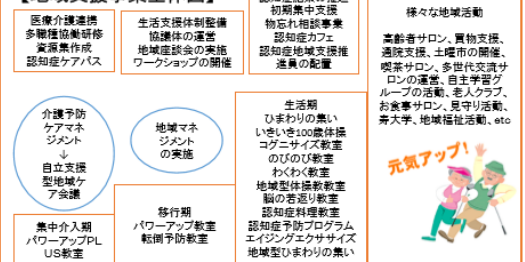 医療介護連携
多職種協働研修
資源集作成
認知症ケアパス
生活支援体制整備
協議体の運営
地域座談会の実施
ワークショップの開催
初期集中支援
物忘れ相談事業
認知症カフェ
認知症地域支援推
進員の配置
様々な地域活動
高齢者サロン、買物支援、
通院支援、土曜市の開催、
喫茶サロン、多世代交流サ
ロンの運営、自主学習グ
ループの活動、老人クラブ、
お食事サロン、見守り活動、
寿大学、地域福祉活動、etc
介護予防
ケアマネ
ジメント
↓
自立支援
型地域ケ
ア会議
地域マネ
ジメント
の実施
生活期
ひまわりの集い
いきいき100歳体操
コグニサイズ教室
のびのび教室
わくわく教室
地域型体操教教室
脳の若返り教室
認知症料理教室
認知症予防プログラム
エイジングエクササイズ
地域型ひまわりの集い
元気アップ!
集中介入期
パワーアップPL
US教室
移行期
パワーアップ教室
転倒予防教室